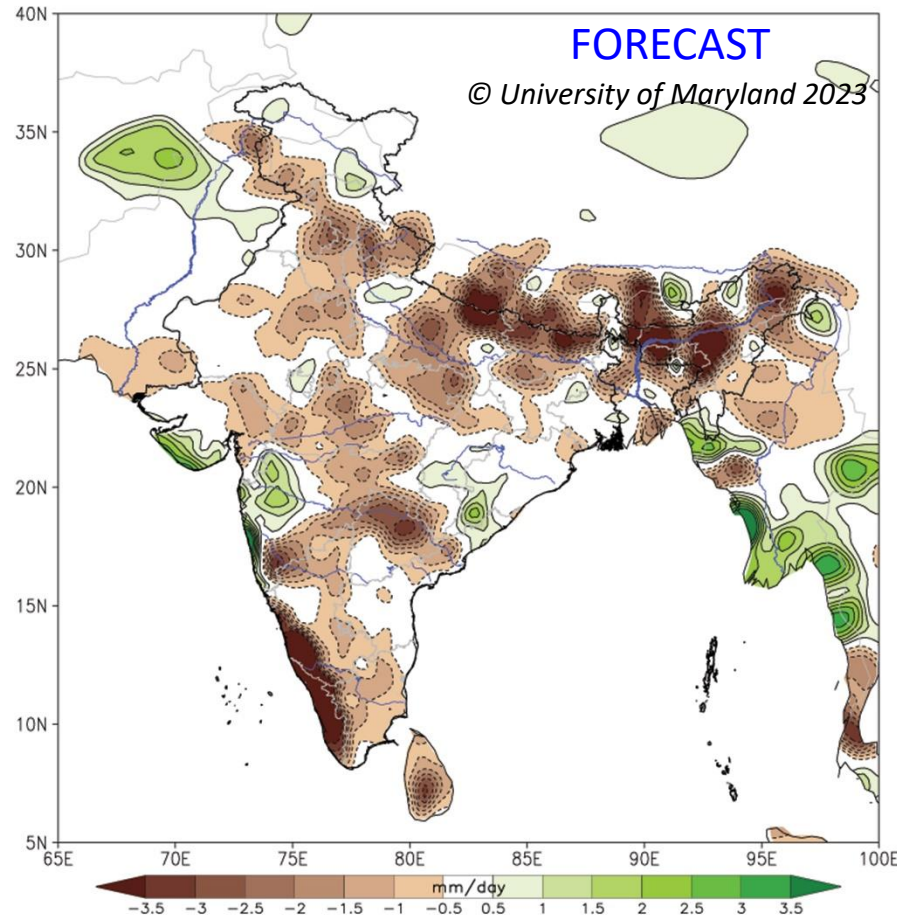 FORECAST
© University of Maryland 2023
40N
35N
30N
25N
20N
15N
10N
5N
65E 70E 75E 80E 85E 90E 95E 100E
mm/day
-3.5 -3 -2.5 -2 -1.5 -1 -0.5 0.5 1 1.5 2 2.5 3 3.5